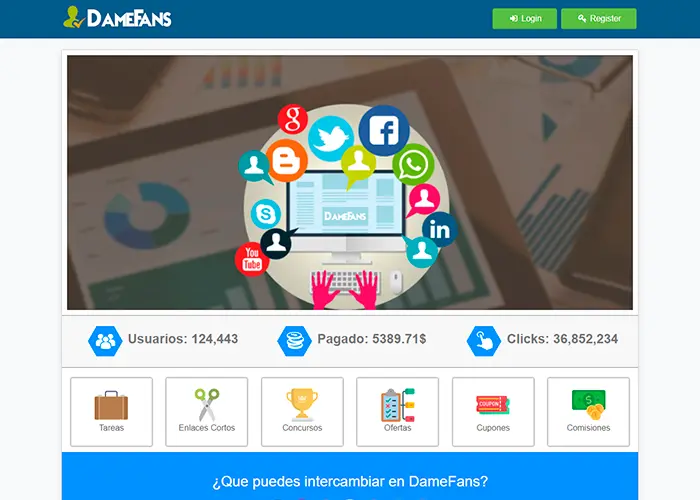 DAMEFANS
Login
Register
g
You
Tube
in
DAMEFANS
Usuarios: 124,443
Pagado: 5389.71$
Clicks: 36,852,234
COUPON
$
Tareas
Enlaces Cortos
Concursos
Ofertas
Cupones
Comisiones
¿Que puedes intercambiar en DameFans?